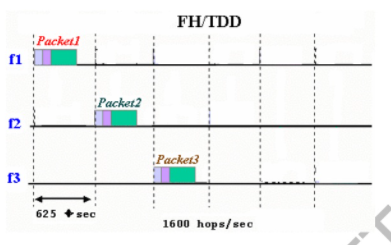 FH/TDD
Packet1
f1
Packet2
f2
Packet3
f3
625 sec
1600 hops/sec